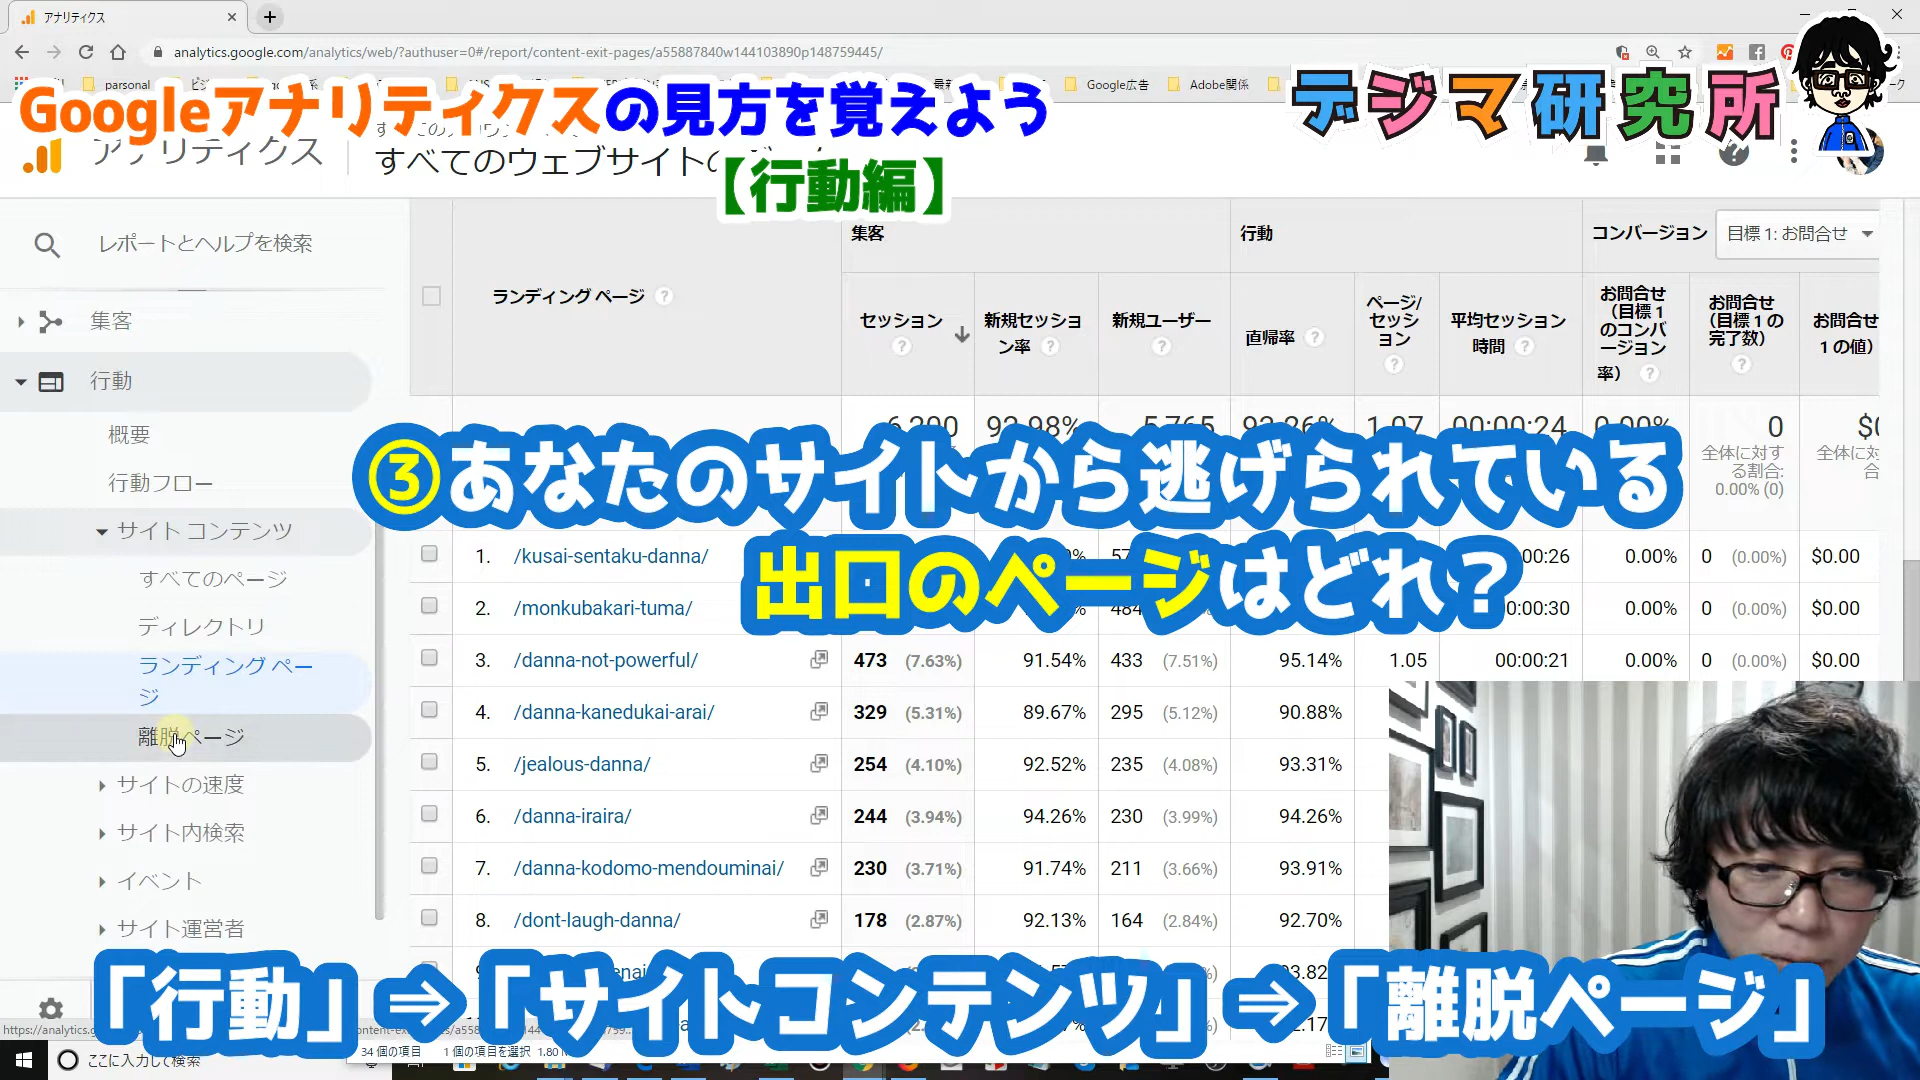 アナリティクス
analytics.google.com/analytics/web/?authuser=0#/report/content-exit-pages/a55887840w144103890p148759445/
parsonal
Google広告
Adobe関係
Googleアナリティクスの見方を覚えよう
【行動編】
デジマ研究所
アナリティクス
すべてのウェブサイトの
レポートとヘルプを検索
集客
行動
概要
行動フロー
サイト コンテンツ
すべてのページ
ディレクトリ
ランディング ペー
ジ
離脱ページ
サイトの速度
サイト内検索
イベント
サイト運営者
集客
行動
コンバージョン
目標 1: お問合せ
ランディング ページ
セッション
新規セッショ
ン率
新規ユーザー
直帰率
ページ/
セッシ
ョン
平均セッション
時間
お問合せ
(目標 1
のコンバ
ージョン
率)
お問合せ
(目標 1 の
完了数)
お問合せ
1 の値)
92.98%
5,765
1.07
00:00:24
0.00%
0
全体に対す
る割合:
0.00% (0)
全体に対
合
③あなたのサイトから逃げられている
出口のページはどれ?
1. /kusai-sentaku-danna/ 0.00% 0 (0.00%) $0.00
2. /monkubakari-tuma/ 484 00:00:30 0.00% 0 (0.00%) $0.00
3. /danna-not-powerful/ 473 (7.63%) 91.54% 433 (7.51%) 95.14% 1.05 00:00:21 0.00% 0 (0.00%) $0.00
4. /danna-kanedukai-arai/ 329 (5.31%) 89.67% 295 (5.12%) 90.88%
5. /jealous-danna/ 254 (4.10%) 92.52% 235 (4.08%) 93.31%
6. /danna-iraira/ 244 (3.94%) 94.26% 230 (3.99%) 94.26%
7. /danna-kodomo-mendouminai/ 230 (3.71%) 91.74% 211 (3.66%) 93.91%
8. /dont-laugh-danna/ 178 (2.87%) 92.13% 164 (2.84%) 92.70%
「行動」⇨「サイトコンテンツ」⇨「離脱ページ」
34 個の項目
1 個の項目を選択
ここに入力して検索